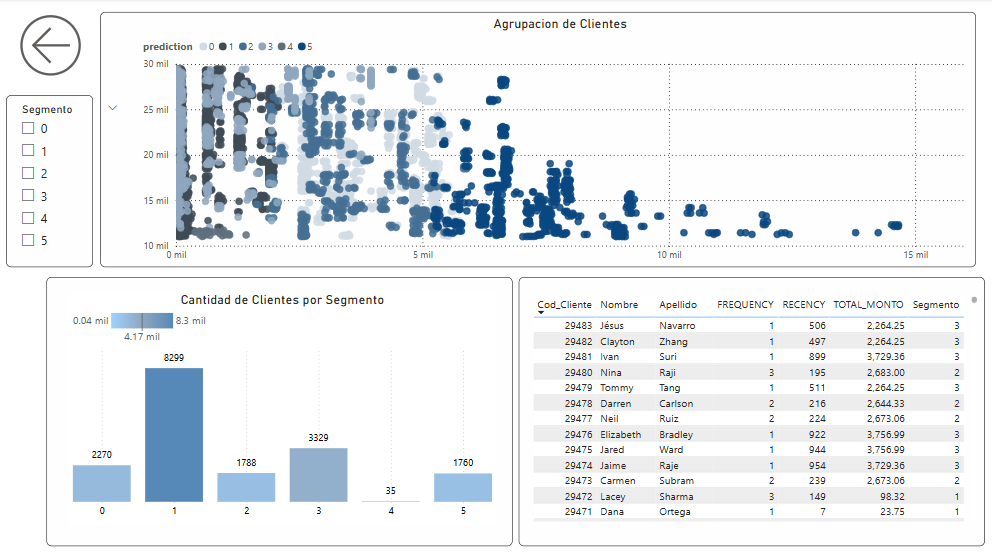 Agrupacion de Clientes
prediction 0 1 2 3 4 5
30 mil
25 mil
20 mil
15 mil
10 mil
0 mil 5 mil 10 mil 15 mil
Segmento
0
1
2
3
4
5
Cantidad de Clientes por Segmento
0.04 mil 8.3 mil
4.17 mil
2270 8299 1788 3329 35 1760
0 1 2 3 4 5
Cod_Cliente Nombre Apellido FREQUENCY RECENCY TOTAL_MONTO Segmento
29483 Jésus Navarro 1 506 2,264.25 3
29482 Clayton Zhang 1 497 2,264.25 3
29481 Ivan Suri 1 899 3,729.36 3
29480 Nina Raji 3 195 2,683.00 2
29479 Tommy Tang 1 511 2,264.25 3
29478 Darren Carlson 2 216 2,644.33 2
29477 Neil Ruiz 2 224 2,673.06 2
29476 Elizabeth Bradley 1 922 3,756.99 3
29475 Jared Ward 1 944 3,756.99 3
29474 Jaime Raje 1 954 3,729.36 3
29473 Carmen Subram 2 239 2,673.06 2
29472 Lacey Sharma 3 149 98.32 1
29471 Dana Ortega 1 7 23.75 1